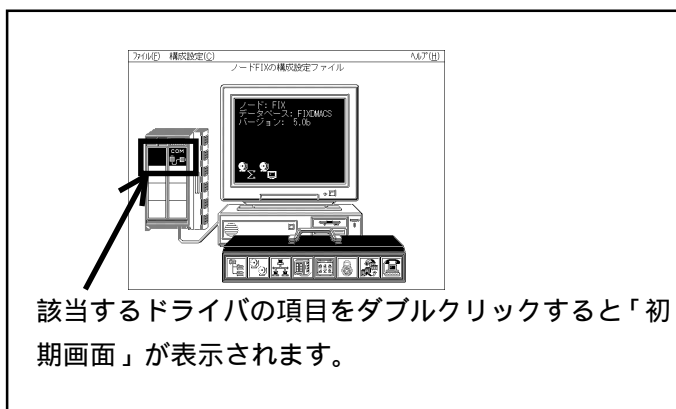 ファイル(F) 構成設定(C) ヘルプ(H)
ノードFIXの構成設定ファイル
ノード: FIX
データベース: FIXDMACS
バージョン: 5.0b
COM
該当するドライバの項目をダブルクリックすると「初
期画面」が表示されます。